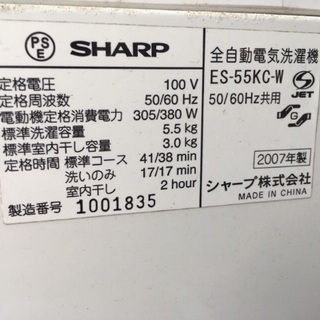 PSE SHARP
全自動電気洗濯機
ES-55KC-W
50/60Hz共用
JET
S
定格電圧 100 V
定格周波数 50/60 Hz
電動機定格消費電力 305/380 W
標準洗濯容量 5.5 kg
標準室内干し容量 3.0 kg
定格時間 標準コース 41/38 min
洗いのみ 17/17 min
室内干し 2 hour
製造番号 1001835
2007年製
シャープ株式会社
MADE IN CHINA